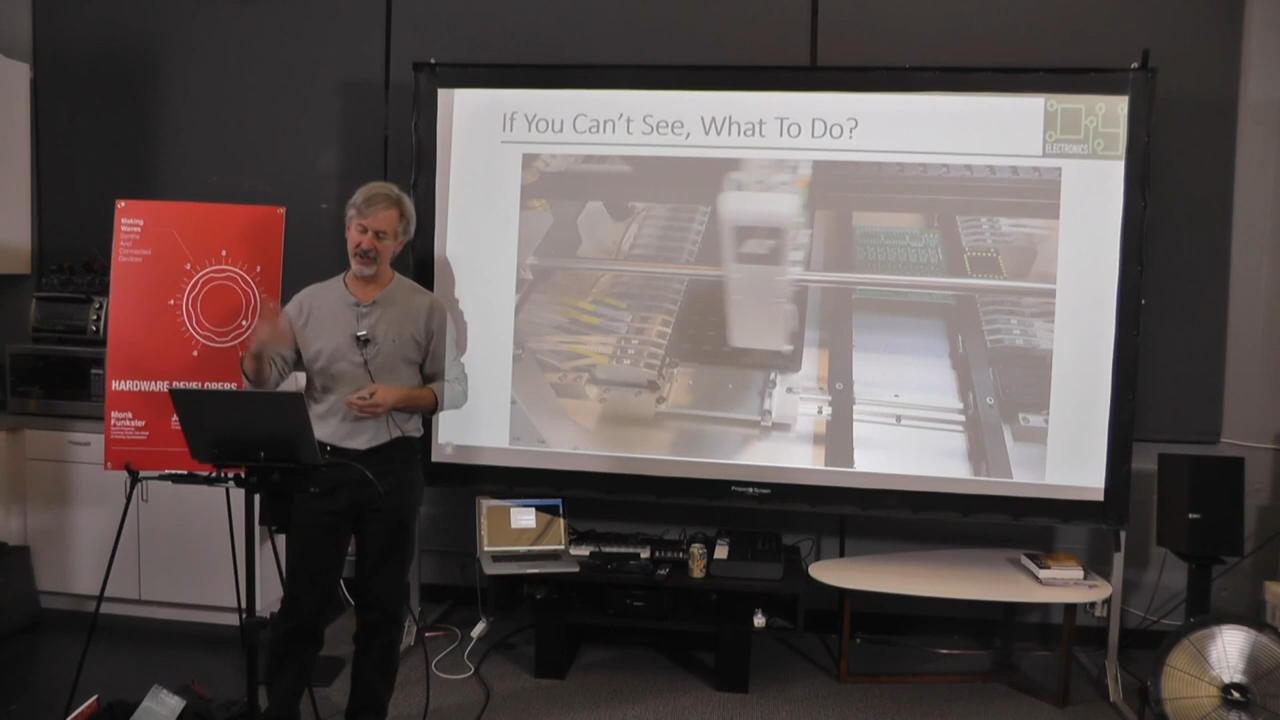 If You Can't See, What To Do?
ELECTRONICS
Making
Waves
Synths
And
Connected
Devices
HARDWARE DEVELOPERS
Monk
Funkster